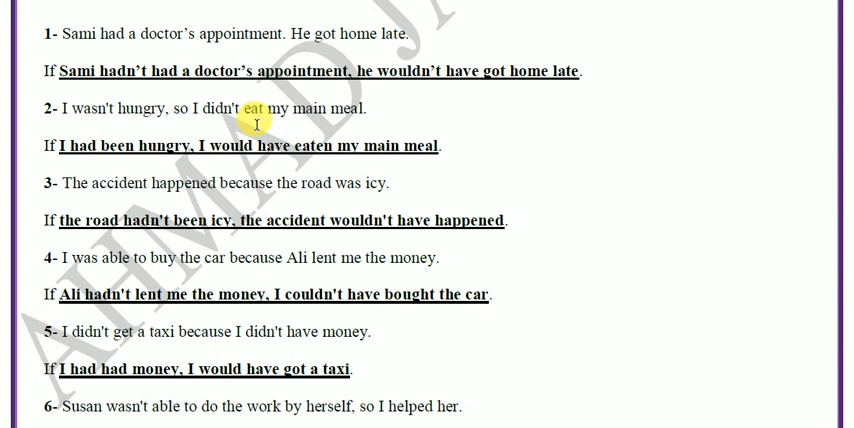 1- Sami had a doctor’s appointment. He got home late.
If Sami hadn’t had a doctor’s appointment, he wouldn’t have got home late.
2- I wasn't hungry, so I didn't eat my main meal.
If I had been hungry, I would have eaten my main meal.
3- The accident happened because the road was icy.
If the road hadn't been icy, the accident wouldn't have happened.
4- I was able to buy the car because Ali lent me the money.
If Ali hadn't lent me the money, I couldn't have bought the car.
5- I didn't get a taxi because I didn't have money.
If I had had money, I would have got a taxi.
6- Susan wasn't able to do the work by herself, so I helped her.
AHMAD JA